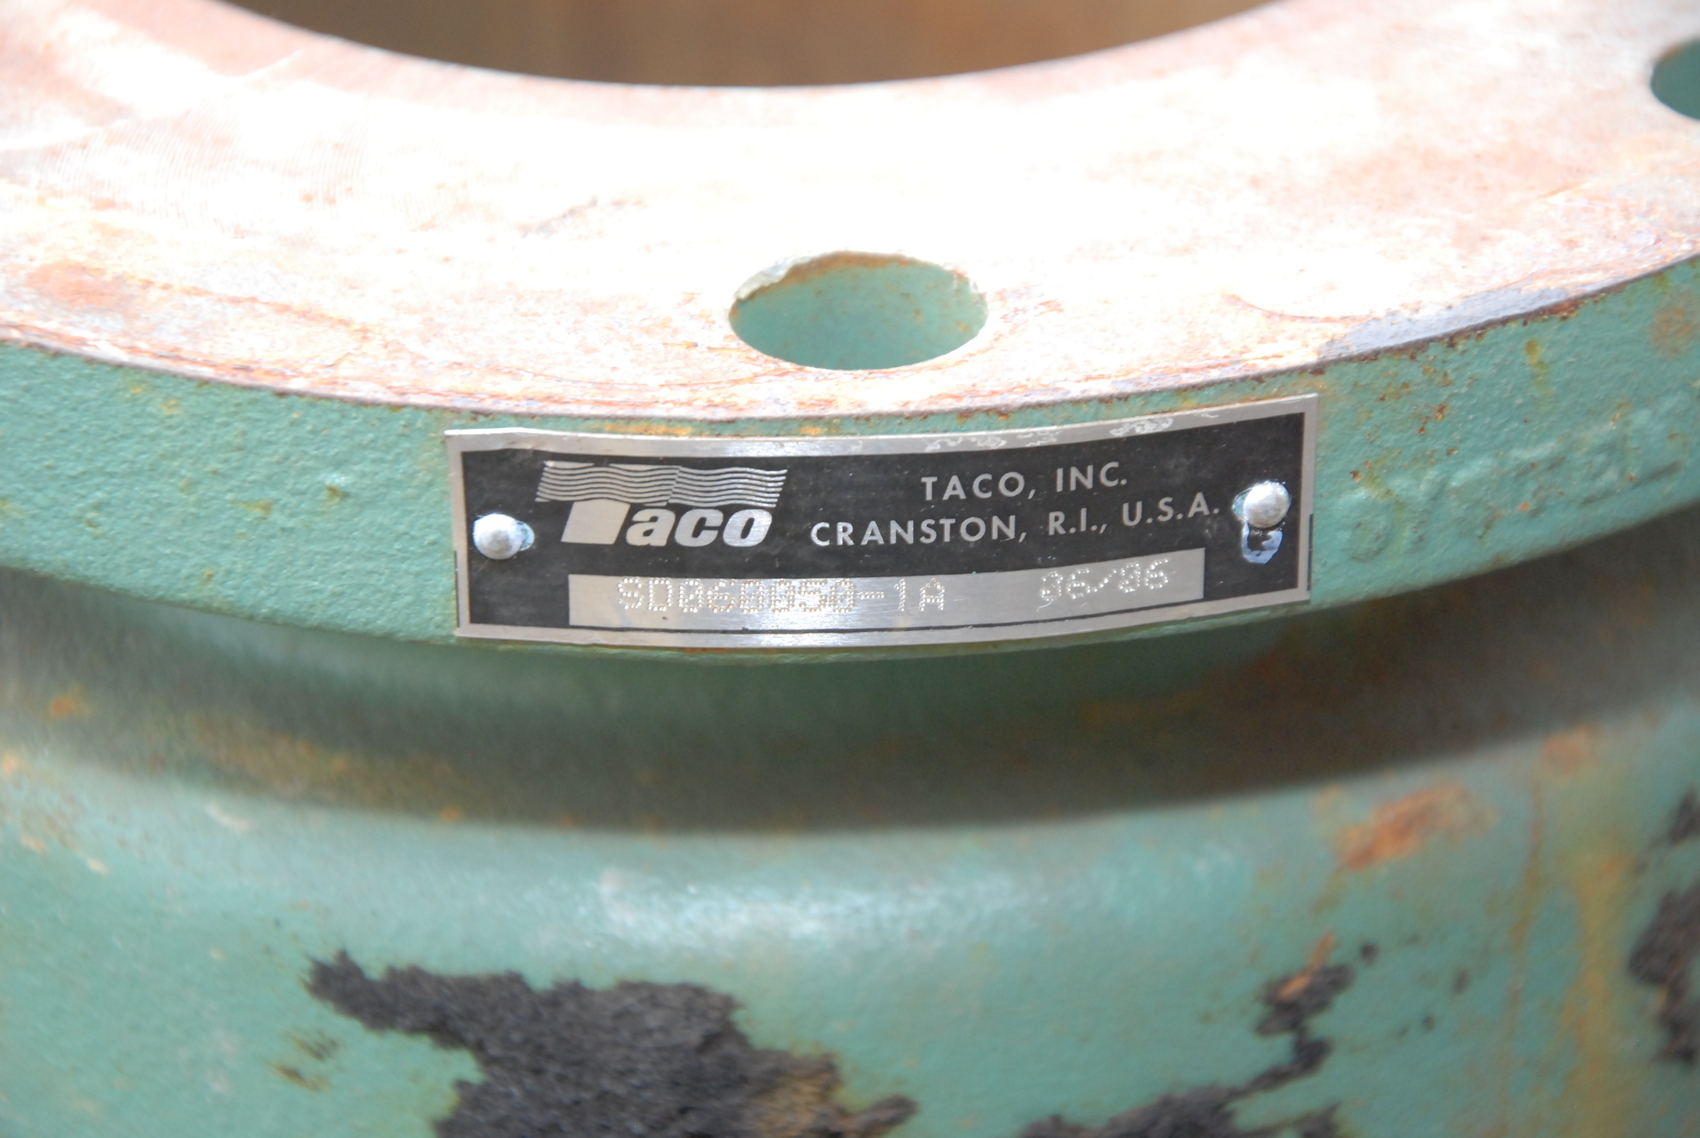 Taco
TACO, INC.
CRANSTON, R.I., U.S.A.
SD060050-1A 06/06